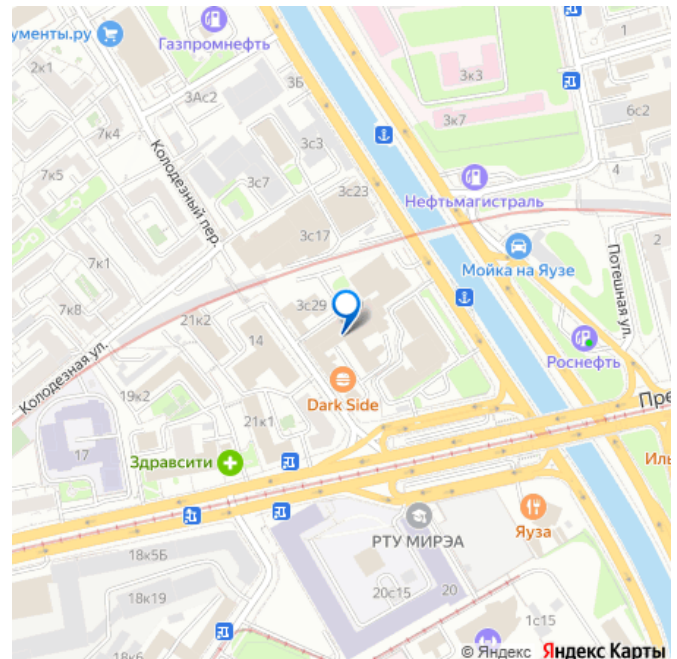 ументы.ру
Газпромнефть
2к1
3Ас2
3Б
3к3
7к4
3с3
3к7
6с2
7к5
Колодезный пер.
3с7
3с23
Нефтьмагистраль
4
3с17
2
7к1
Мойка на Яузе
Потешная ул.
7к8
21к2
3с29
14
Роснефть
Колодезная ул.
19к2
Dark Side
Пре
21к1
17
Здравсити
Иль
18к5Б
РТУ МИРЭА
Яуза
18к19
20с15
20
1с15
18к6
© Яндекс Яндекс Карты